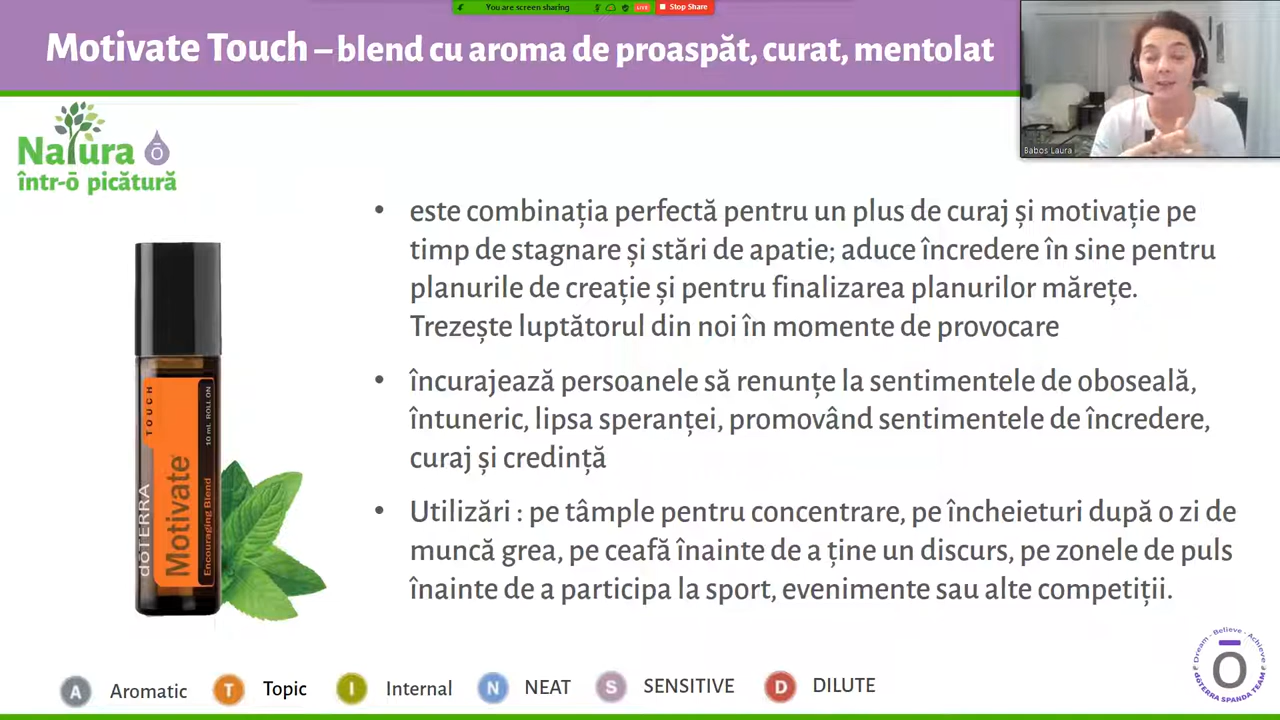 You are screen sharing
LIVE
Stop Share
Motivate Touch – blend cu aroma de proaspăt, curat, mentolat
Babos Laura
Natura
într-ō picătură
este combinația perfectă pentru un plus de curaj și motivație pe
timp de stagnare și stări de apatie; aduce încredere în sine pentru
planurile de creație și pentru finalizarea planurilor mărețe.
Trezește luptătorul din noi în momente de provocare
încurajează persoanele să renunțe la sentimentele de oboseală,
întuneric, lipsa speranței, promovând sentimentele de încredere,
curaj și credință
Utilizări : pe tâmple pentru concentrare, pe încheieturi după o zi de
muncă grea, pe ceafă înainte de a ține un discurs, pe zonele de puls
înainte de a participa la sport, evenimente sau alte competiții.
dōTERRA
TOUCH
Motivate
Encouraging Blend
10 mL ROLL ON
A Aromatic T Topic I Internal N NEAT S SENSITIVE D DILUTE
Dream - Believe - Achieve
dōTERRA SPANDA TEAM